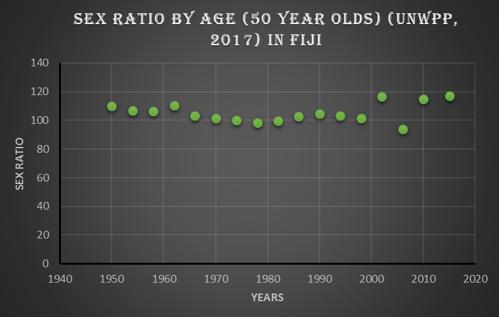 SEX RATIO BY AGE (50 YEAR OLDS) (UNWPP,
2017) IN FIJI
140
120
100
80
60
40
20
0
SEX RATIO
1940 1950 1960 1970 1980 1990 2000 2010 2020
YEARS